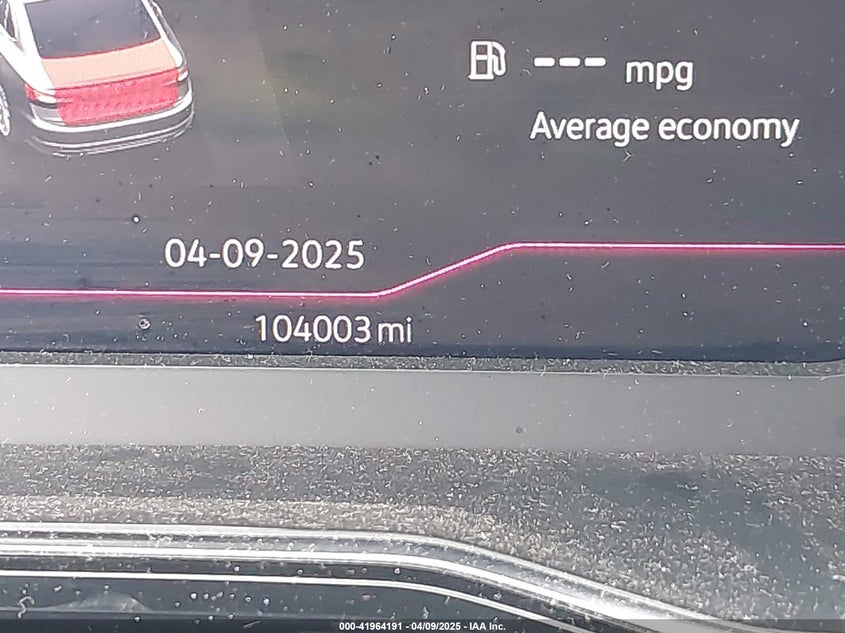 --- mpg
Average economy
04-09-2025
104003 mi
000-41964191 - 04/09/2025 - IAA Inc.